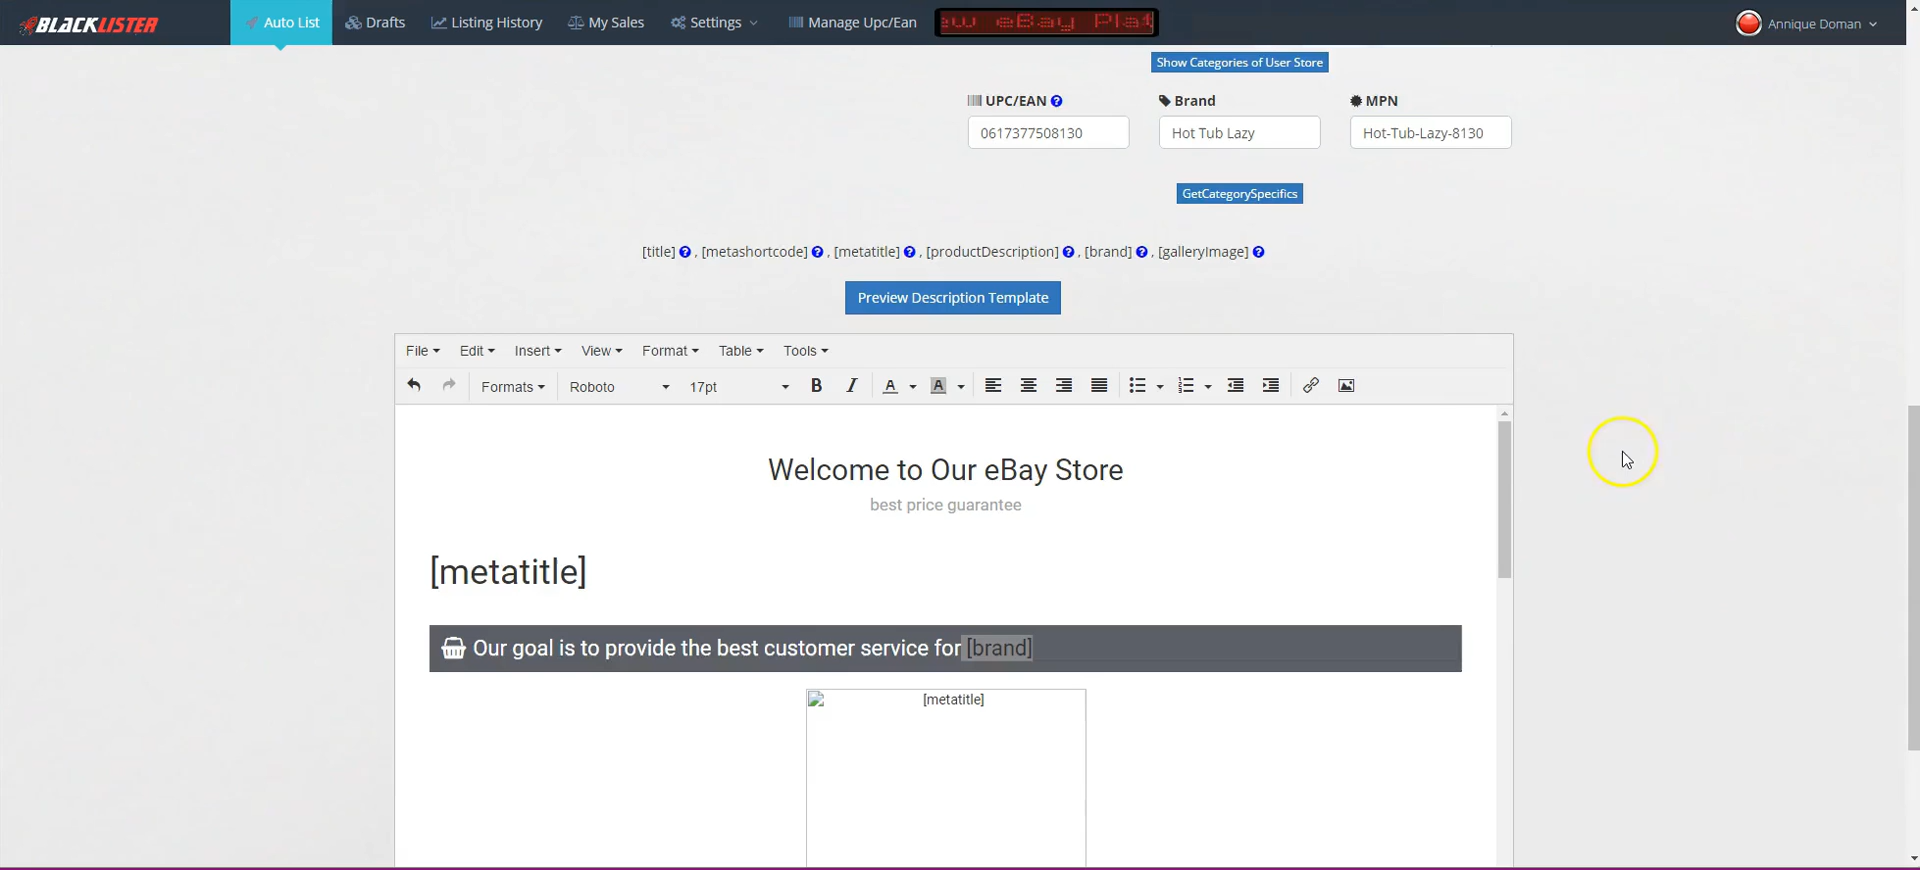 BLACKLISTER Auto List Drafts Listing History My Sales Settings Manage Upc/Ean eBay Annique Doman
Show Categories of User Store
UPC/EAN Brand MPN
0617377508130 Hot Tub Lazy Hot-Tub-Lazy-8130
GetCategorySpecifics
[title] , [metashortcode] , [metatitle] , [productDescription] , [brand] , [galleryImage]
Preview Description Template
File Edit Insert View Format Table Tools
Formats Roboto 17pt B I A A
Welcome to Our eBay Store
best price guarantee
[metatitle]
Our goal is to provide the best customer service for [brand]
[metatitle]